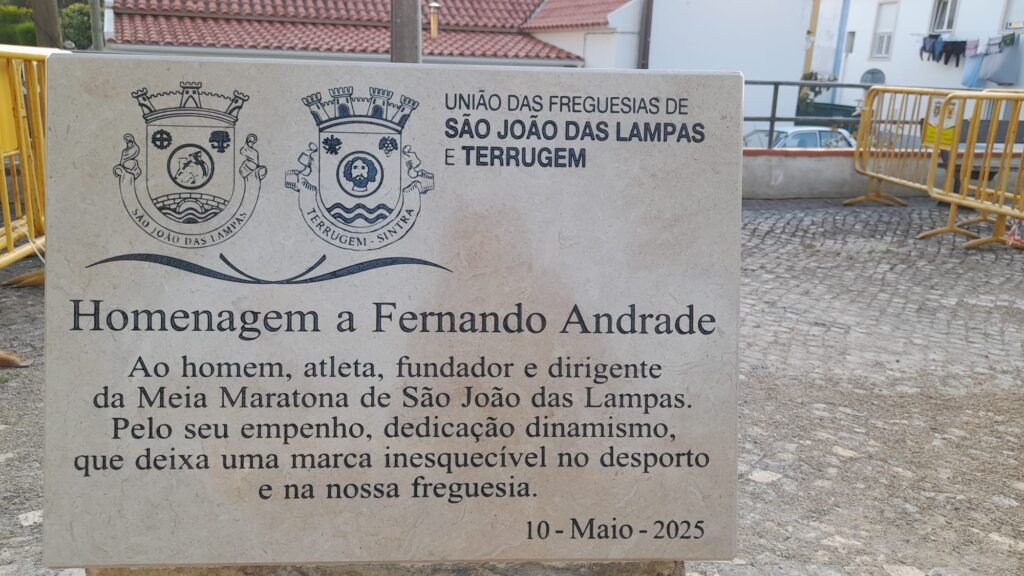 UNIÃO DAS FREGUESIAS DE
SÃO JOÃO DAS LAMPAS
E TERRUGEM
SÃO JOÃO DAS LAMPAS
TERRUGEM - SINTRA
Homenagem a Fernando Andrade
Ao homem, atleta, fundador e dirigente
da Meia Maratona de São João das Lampas.
Pelo seu empenho, dedicação dinamismo,
que deixa uma marca inesquecível no desporto
e na nossa freguesia.
10 - Maio - 2025